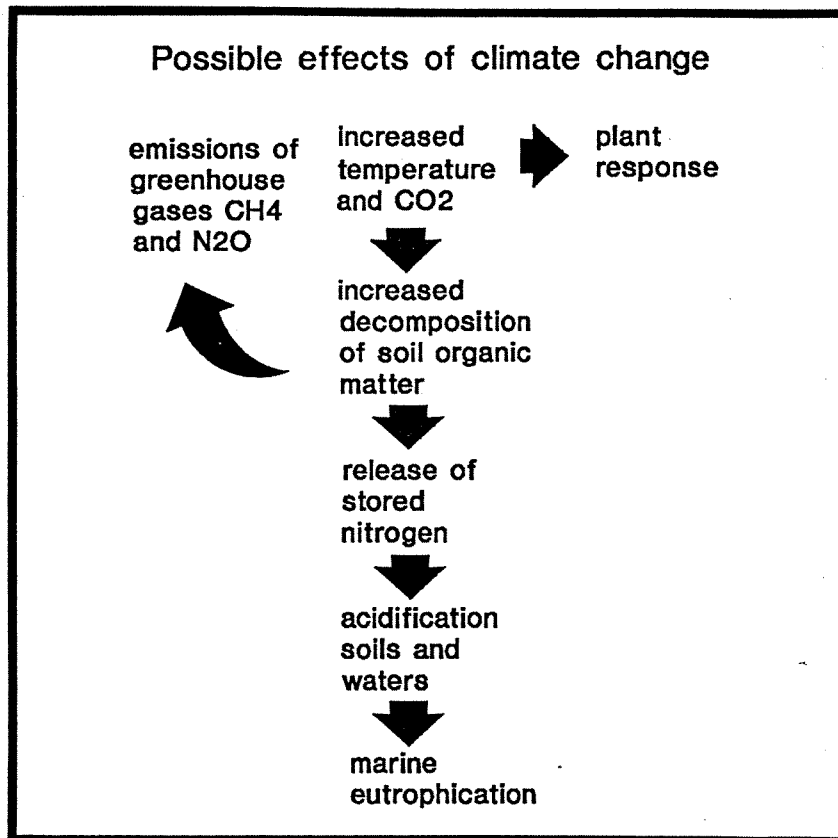 Possible effects of climate change
emissions of
greenhouse
gases CH4
and N2O
increased
temperature
and CO2
plant
response
increased
decomposition
of soil organic
matter
release of
stored
nitrogen
acidification
soils and
waters
marine
eutrophication